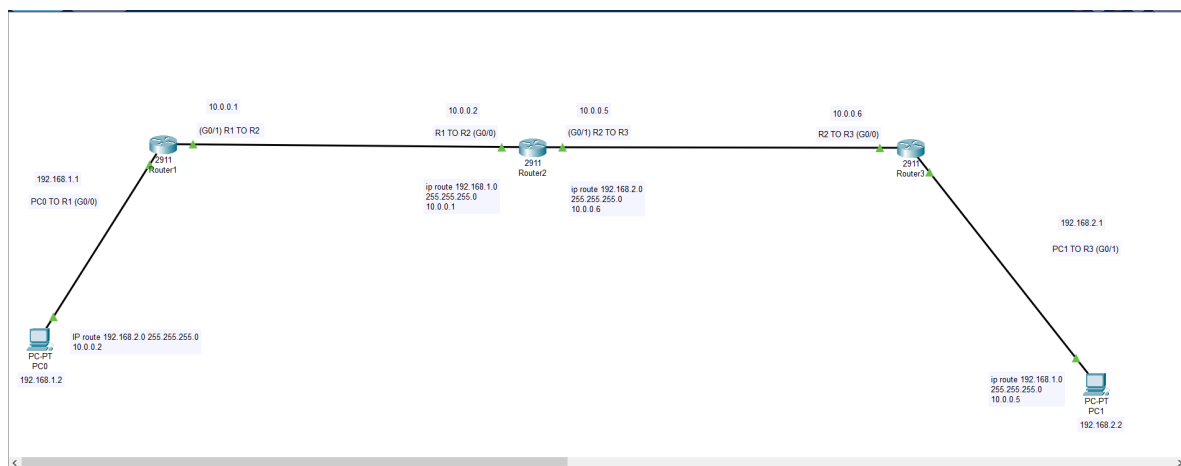 10.0.0.1
10.0.0.2
10.0.0.5
10.0.0.6
(G0/1) R1 TO R2
R1 TO R2 (G0/0)
(G0/1) R2 TO R3
R2 TO R3 (G0/0)
2911
Router1
2911
Router2
2911
Router3
192.168.1.1
PC0 TO R1 (G0/0)
ip route 192.168.1.0
255.255.255.0
10.0.0.1
ip route 192.168.2.0
255.255.255.0
10.0.0.6
192.168.2.1
PC1 TO R3 (G0/1)
IP route 192.168.2.0 255.255.255.0
10.0.0.2
PC-PT
PC0
192.168.1.2
ip route 192.168.1.0
255.255.255.0
10.0.0.5
PC-PT
PC1
192.168.2.2